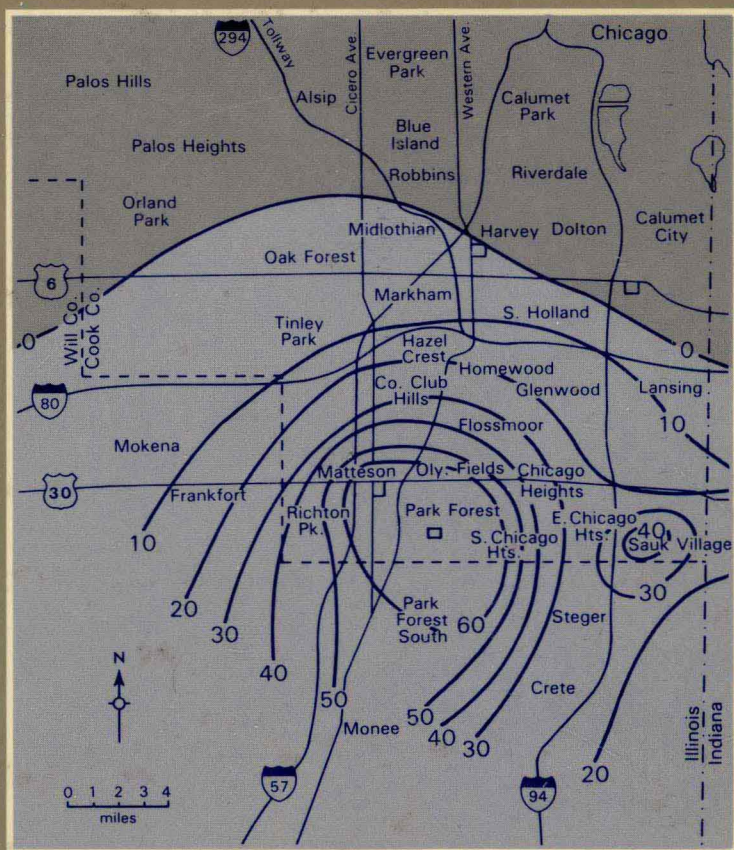 294
Tollway
Cicero Ave.
Evergreen
Park
Western Ave.
Chicago
Palos Hills
Alsip
Calumet
Park
Blue
Island
Palos Heights
Robbins
Riverdale
Orland
Park
Midlothian
Harvey
Dolton
Calumet
City
6
Oak Forest
Markham
Will Co.
Cook Co.
0
Tinley
Park
S. Holland
0
Hazel
Crest
Homewood
Co. Club
Hills
Glenwood
Lansing
80
10
Flossmoor
Mokena
30
Frankfort
Matteson
Oly. Fields
Chicago
Heights
Richton
Pk.
Park Forest
S. Chicago
Hts.
E. Chicago
Hts.
40
Sauk Village
30
10
20
30
40
50
Park
Forest
South
60
Steger
N
50
40
30
Monee
Crete
20
Illinois
Indiana
57
94
0 1 2 3 4
miles